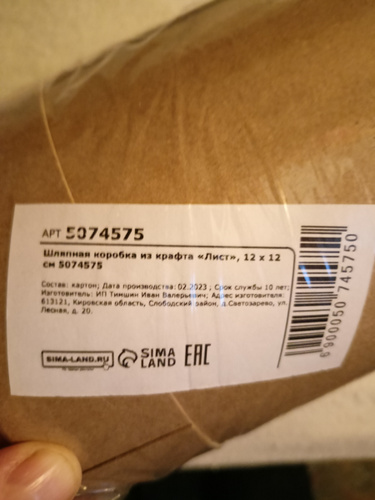 АРТ 5074575
Шляпная коробка из крафта «Лист», 12 х 12
см 5074575
Состав: картон; Дата производства: 02.2023 ; Срок службы 10 лет;
Изготовитель: ИП Тимшин Иван Валерьевич; Адрес изготовителя:
613121, Кировская область, Слободский район, д.Светозарево, ул.
Лесная, д. 20.
SIMA-LAND.RU
SIMA
LAND
EAC
6900050 745750